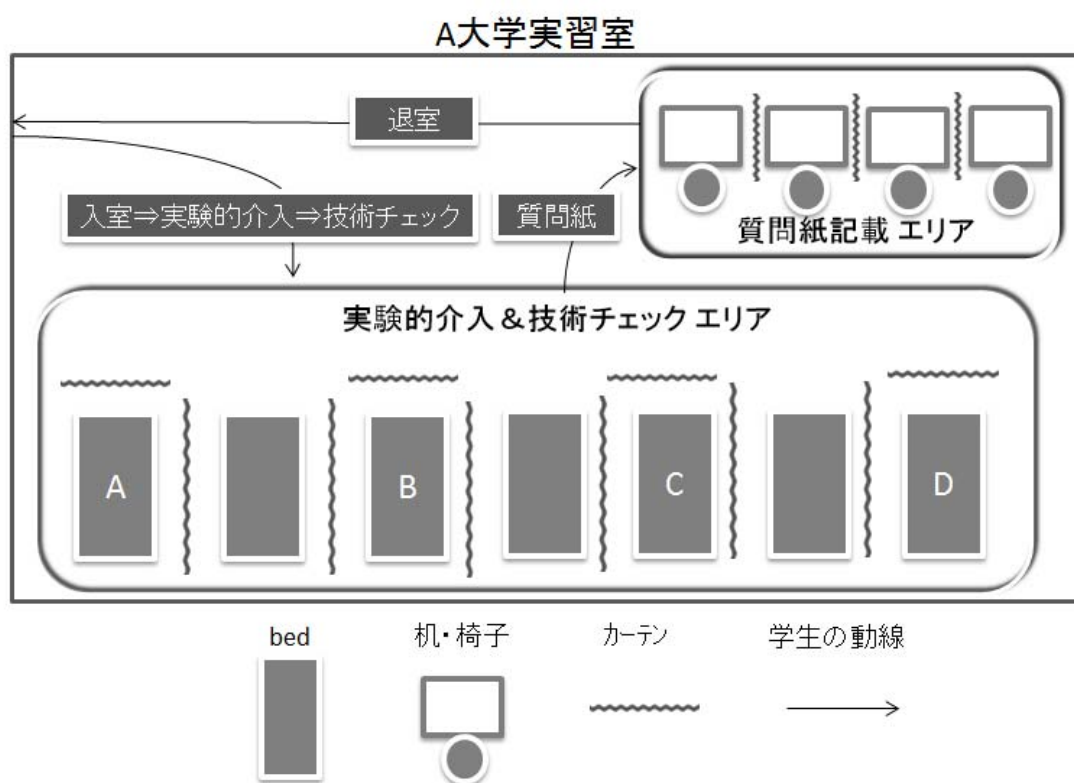 A大学実習室
退室
入室⇒実験的介入⇒技術チェック
質問紙
質問紙記載 エリア
実験的介入&技術チェック エリア
A
B
C
D
bed
机・椅子
カーテン
学生の動線